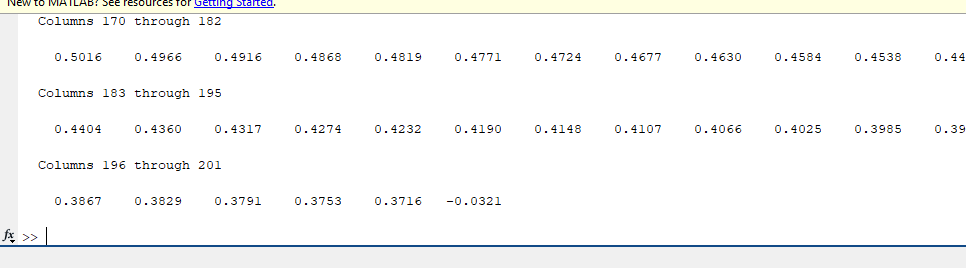 New to MATLAB? See resources for Getting Started.
Columns 170 through 182
0.5016 0.4966 0.4916 0.4868 0.4819 0.4771 0.4724 0.4677 0.4630 0.4584 0.4538 0.44
Columns 183 through 195
0.4404 0.4360 0.4317 0.4274 0.4232 0.4190 0.4148 0.4107 0.4066 0.4025 0.3985 0.39
Columns 196 through 201
0.3867 0.3829 0.3791 0.3753 0.3716 -0.0321
fx >>